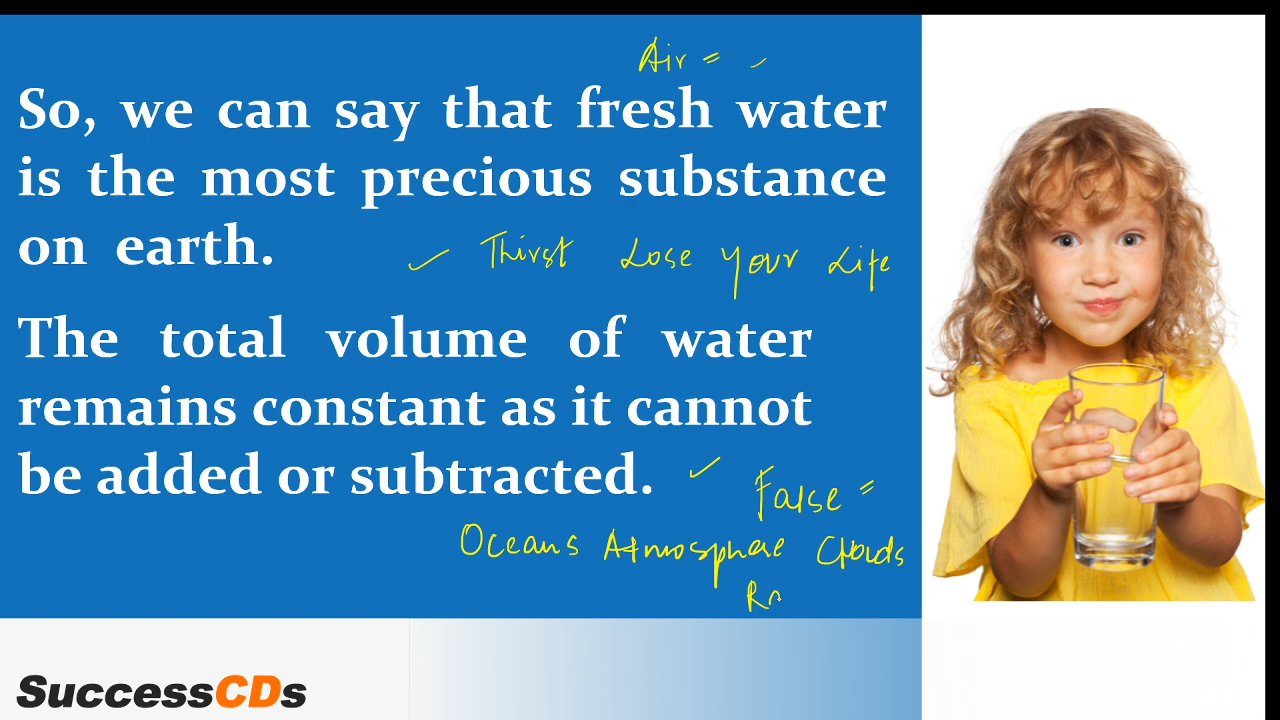 Air =
So, we can say that fresh water
is the most precious substance
on earth.
✓ Thirst Lose Your Life
The total volume of water
remains constant as it cannot
be added or subtracted.
✓ False =
Oceans Atmosphere Clouds
SuccessCDs